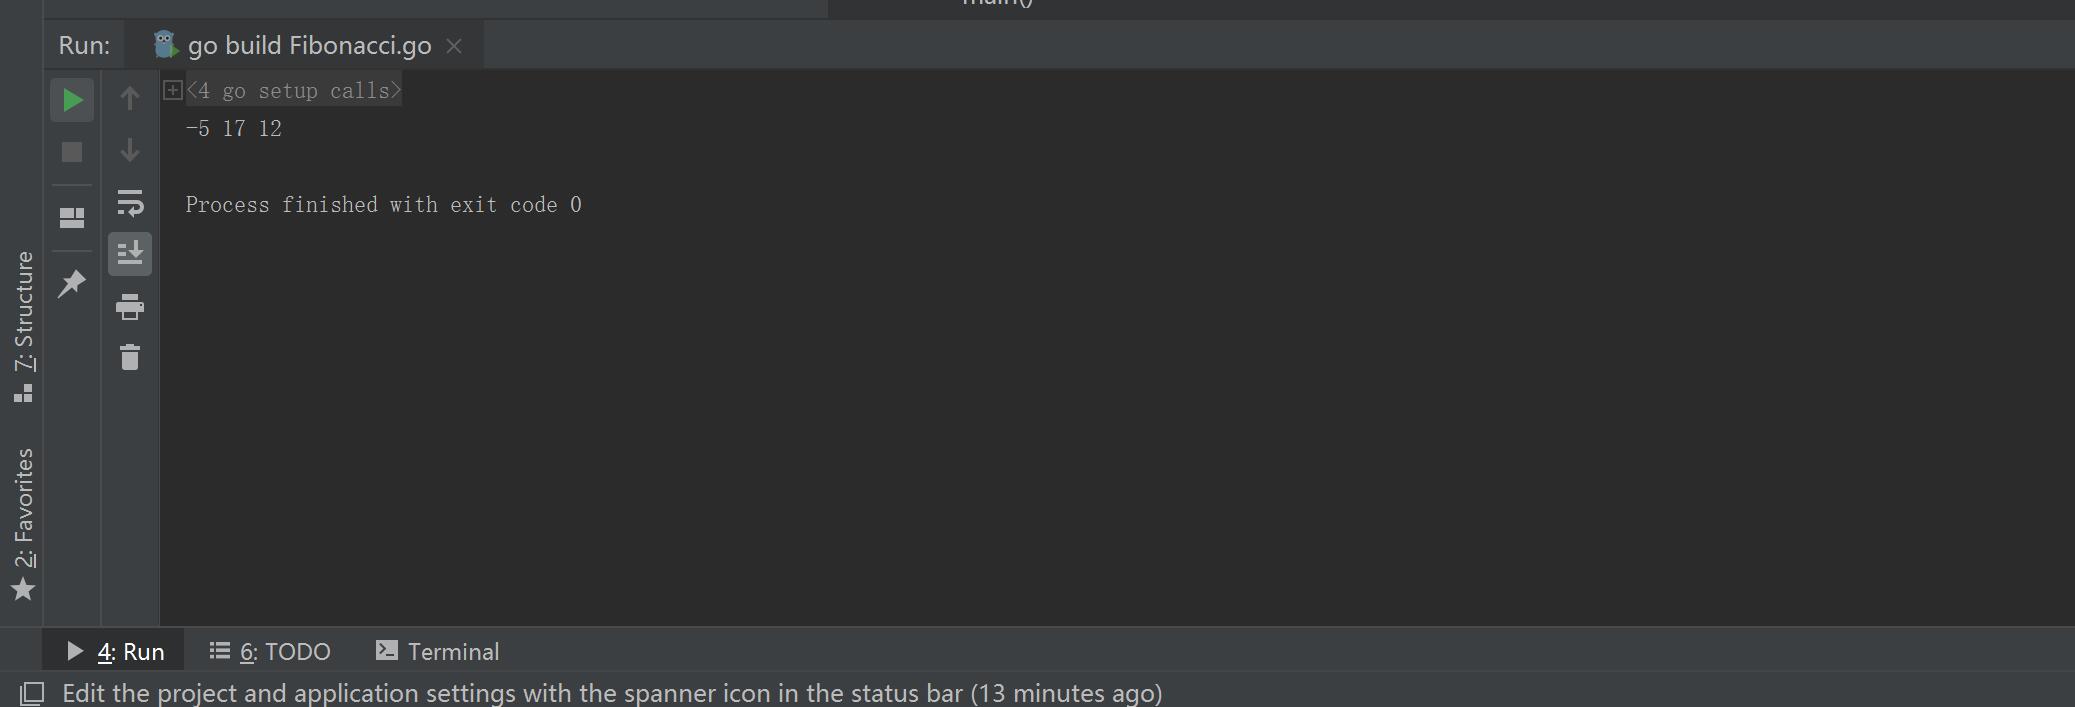 main()
Run: go build Fibonacci.go
<4 go setup calls>
-5 17 12
Process finished with exit code 0
7: Structure
2: Favorites
4: Run 6: TODO Terminal
Edit the project and application settings with the spanner icon in the status bar (13 minutes ago)